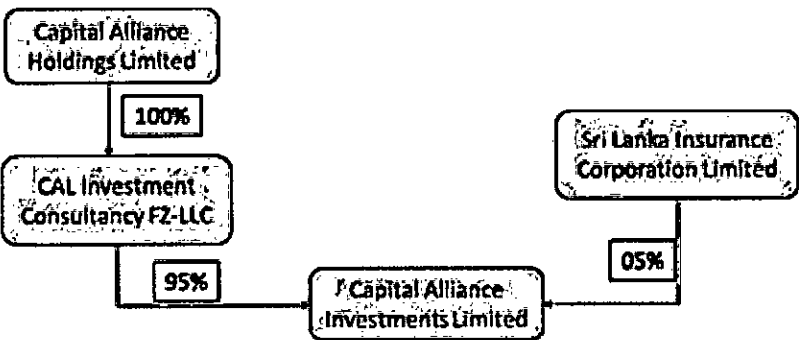 Capital Alliance
Holdings Limited
100%
CAL Investment
Consultancy FZ-LLC
95%
Sri Lanka Insurance
Corporation Limited
05%
Capital Alliance
Investments Limited